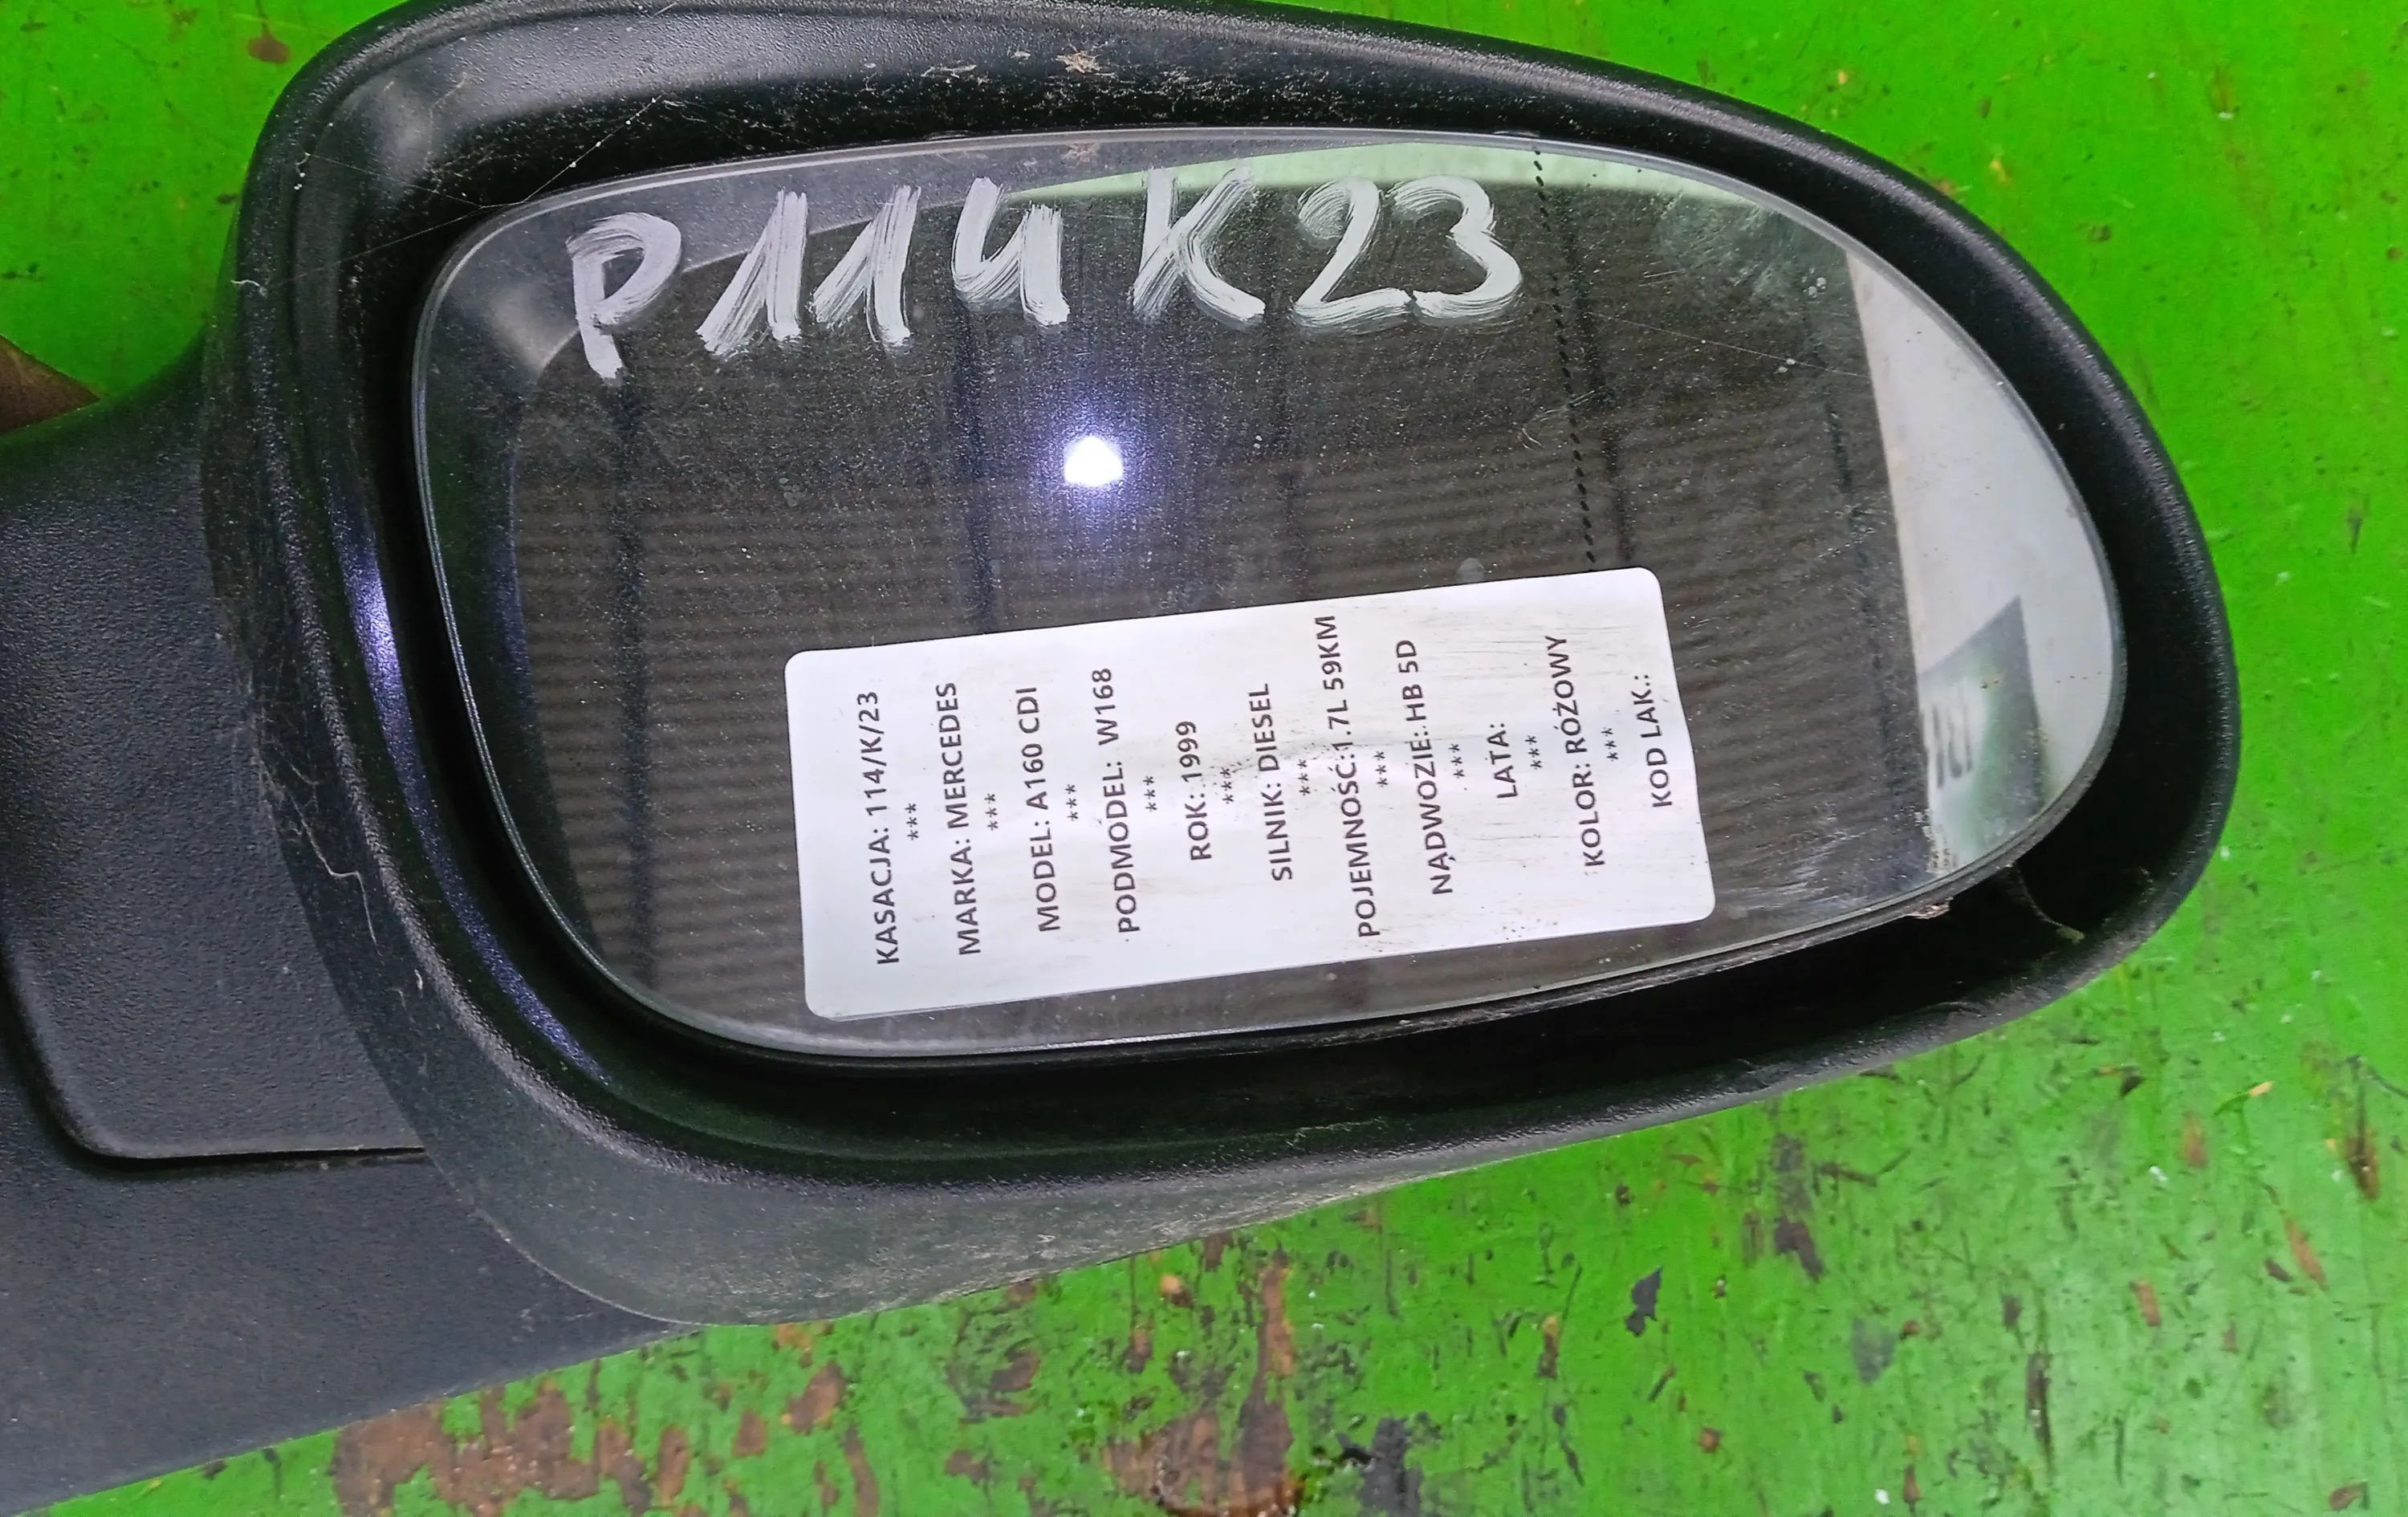 P114K23
KASACJA: 114/K/23
***
MARKA: MERCEDES
***
MODEL: A160 CDI
***
PODMODEL: W168
***
ROK: 1999
***
SILNIK: DIESEL
***
POJEMNOŚĆ:1.7L 59KM
***
NADWOZIE: HB 5D
***
LATA:
***
KOLOR: RÓŻOWY
***
KOD LAK.: